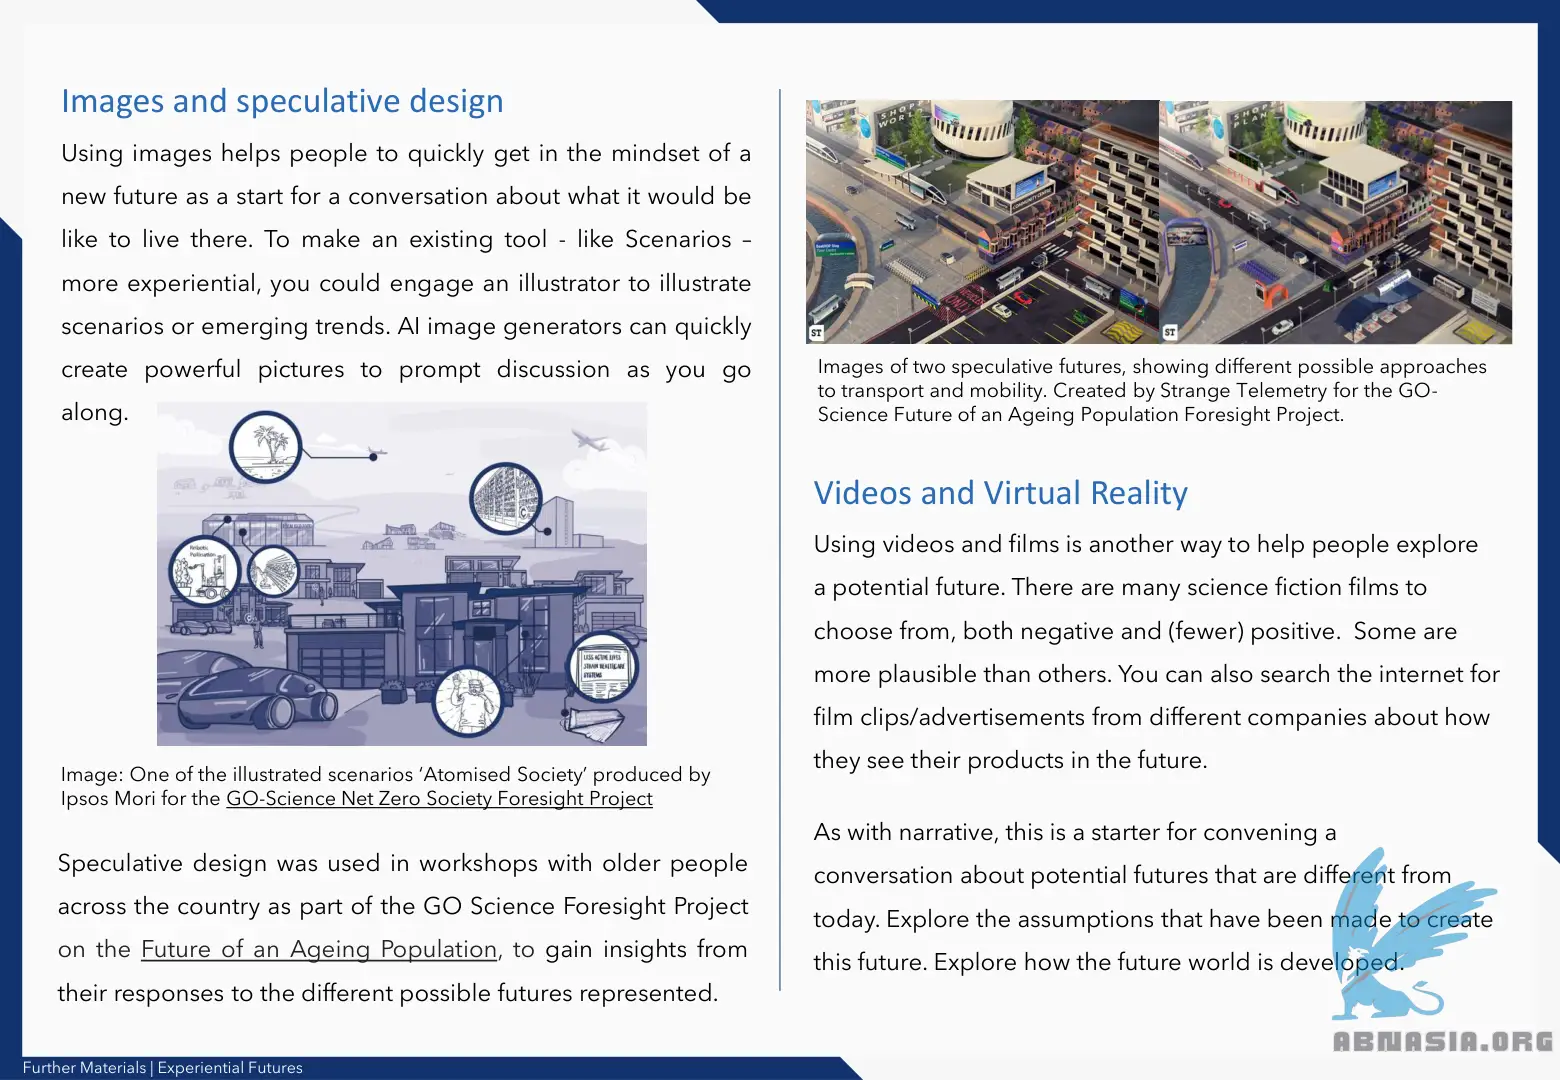 Images and speculative design
Using images helps people to quickly get in the mindset of a
new future as a start for a conversation about what it would be
like to live there. To make an existing tool - like Scenarios –
more experiential, you could engage an illustrator to illustrate
scenarios or emerging trends. AI image generators can quickly
create powerful pictures to prompt discussion as you go
along.
Robotic
Pollination
LESS ACTIVE LIVES
STRAIN HEALTHCARE
SYSTEMS
Image: One of the illustrated scenarios ‘Atomised Society’ produced by
Ipsos Mori for the GO-Science Net Zero Society Foresight Project
Speculative design was used in workshops with older people
across the country as part of the GO Science Foresight Project
on the Future of an Ageing Population, to gain insights from
their responses to the different possible futures represented.
SHOPP
WORL
COMMUNITY CENTRE
ST
SHOPP
PLAN
ST
Images of two speculative futures, showing different possible approaches
to transport and mobility. Created by Strange Telemetry for the GO-
Science Future of an Ageing Population Foresight Project.
Videos and Virtual Reality
Using videos and films is another way to help people explore
a potential future. There are many science fiction films to
choose from, both negative and (fewer) positive.  Some are
more plausible than others. You can also search the internet for
film clips/advertisements from different companies about how
they see their products in the future.
As with narrative, this is a starter for convening a
conversation about potential futures that are different from
today. Explore the assumptions that have been made to create
this future. Explore how the future world is developed.
ABNASIA.ORG
Further Materials | Experiential Futures